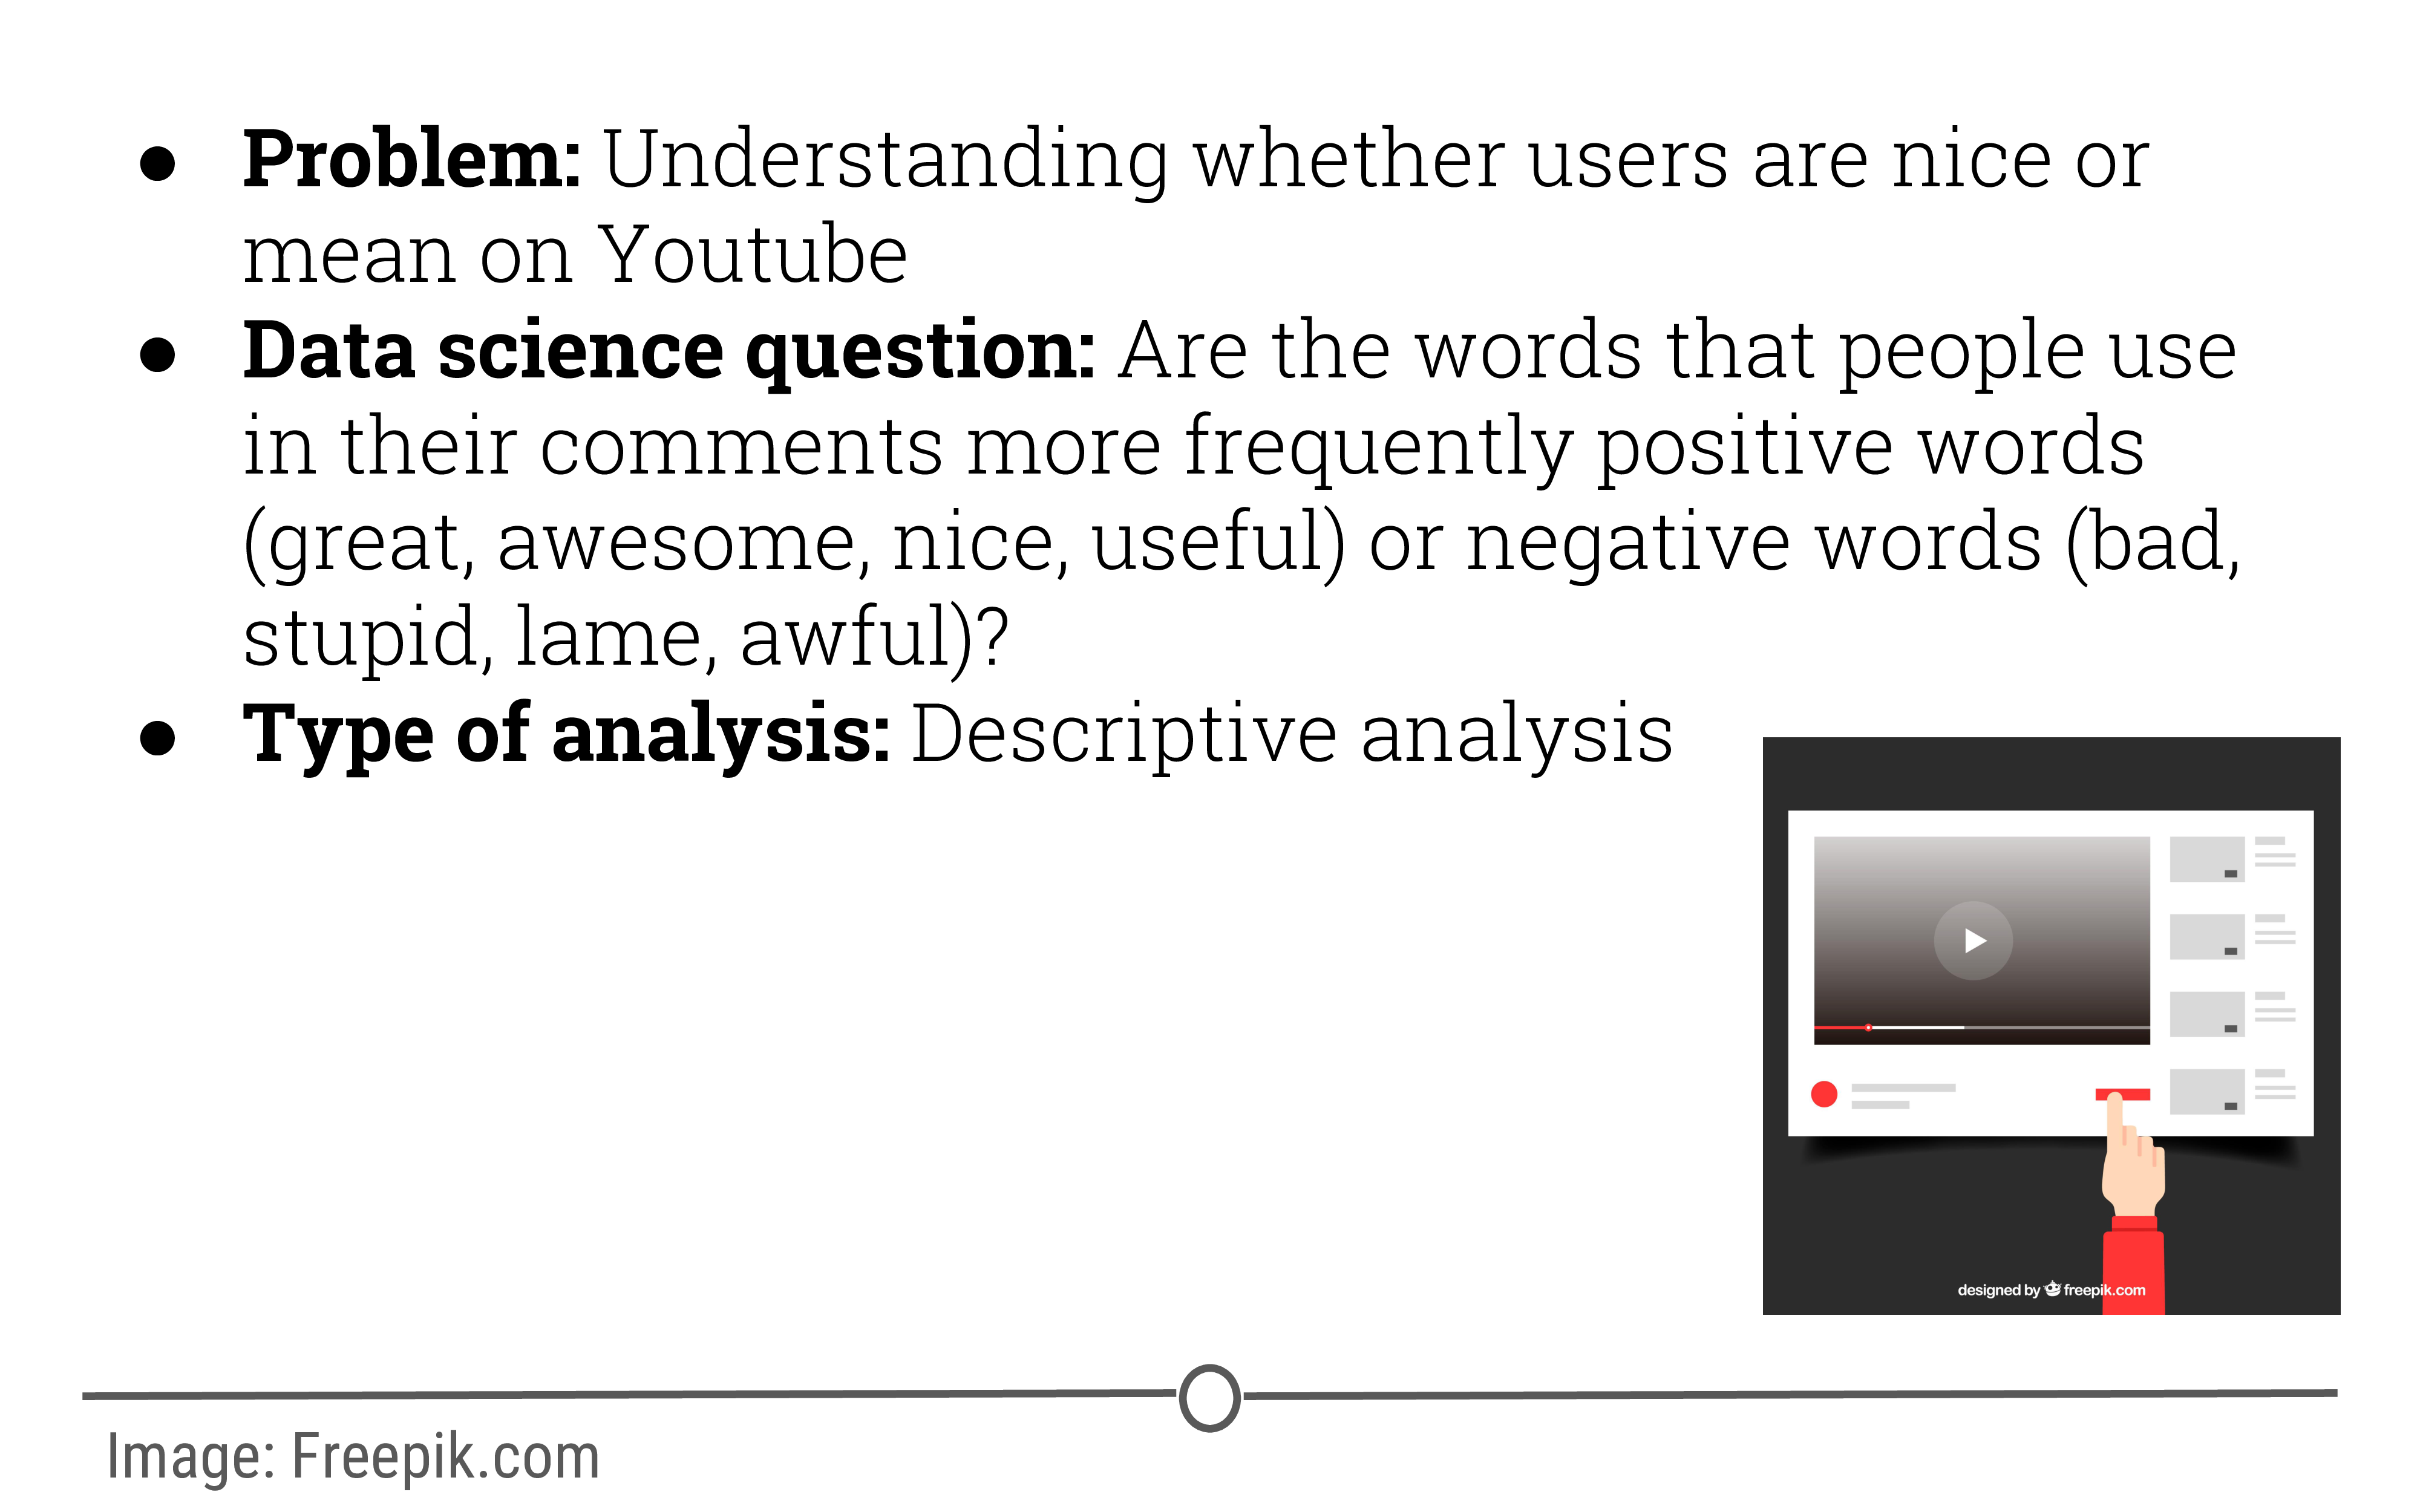 ● Problem: Understanding whether users are nice or
mean on Youtube
● Data science question: Are the words that people use
in their comments more frequently positive words
(great, awesome, nice, useful) or negative words (bad,
stupid, lame, awful)?
● Type of analysis: Descriptive analysis
designed by freepik.com
Image: Freepik.com